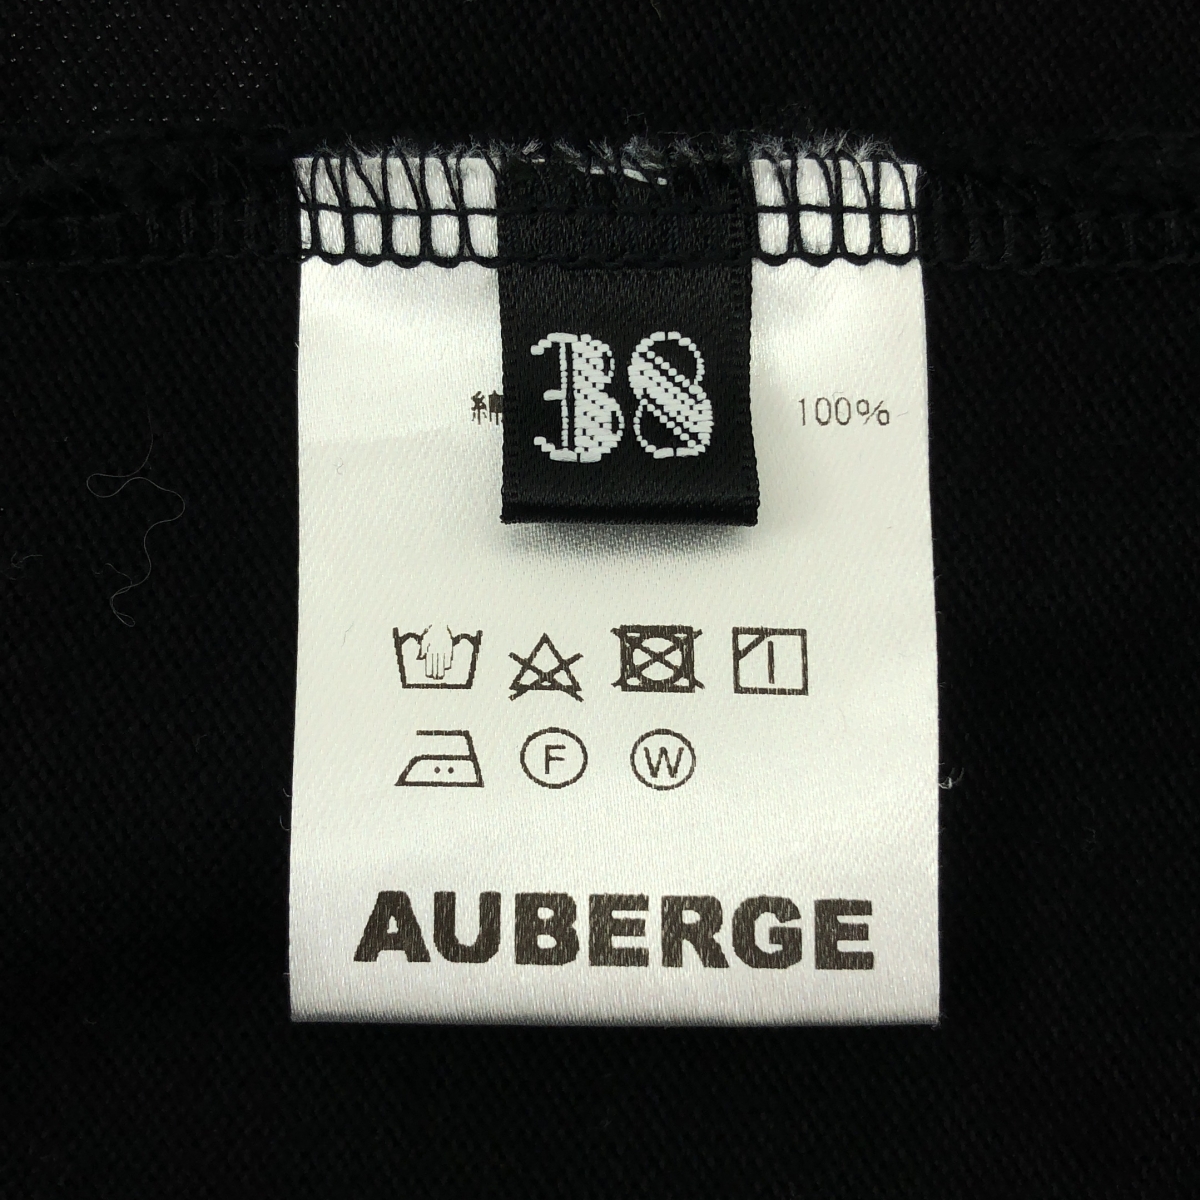 38
綿 100%
F W
AUBERGE